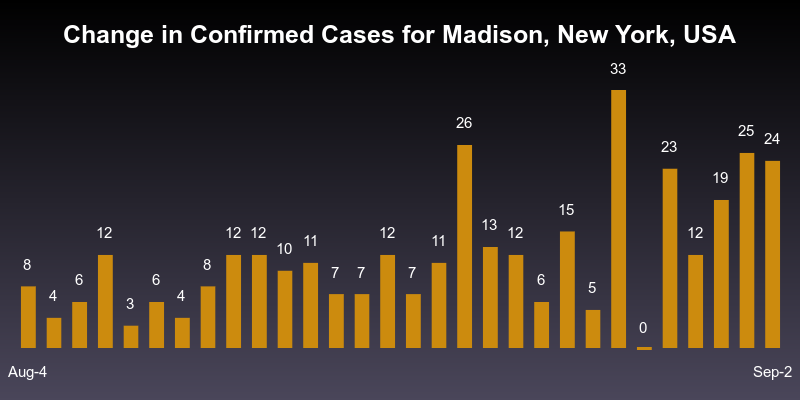 Change in Confirmed Cases for Madison, New York, USA
8 4 6 12 3 6 4 8 12 12 10 11 7 7 12 7 11 26 13 12 6 15 5 33 0 23 12 19 25 24
Aug-4 Sep-2